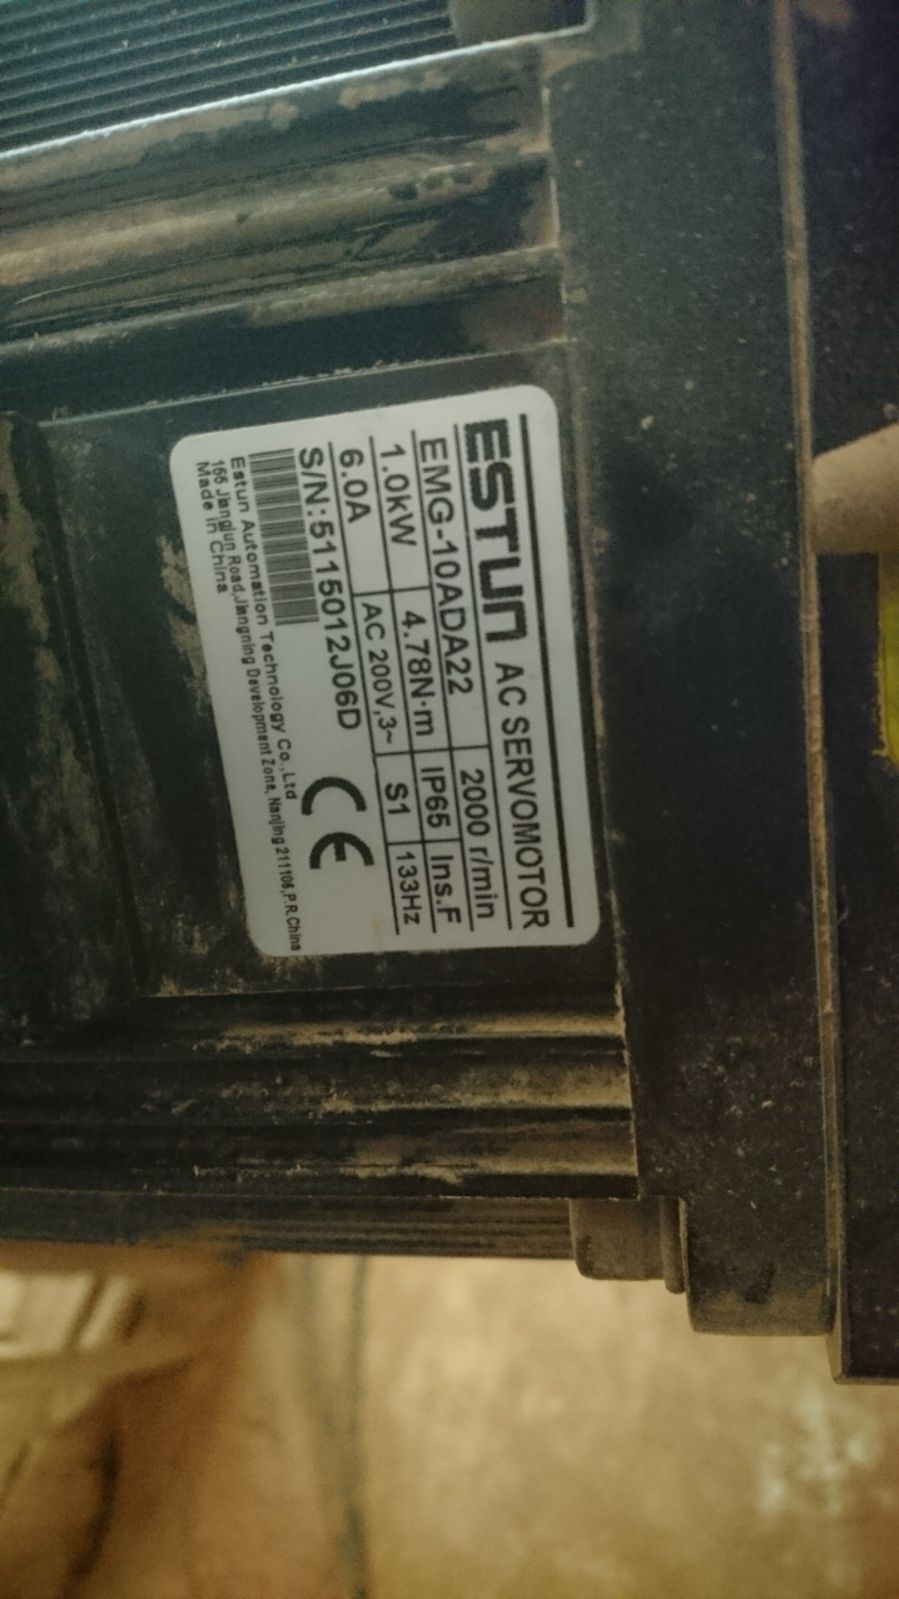 ESTUN AC SERVOMOTOR
EMG-10ADA22 2000 r/min
1.0kW 4.78N·m IP65 Ins.F
6.0A AC 200V,3~ S1 133Hz
S/N:5115012J06D
CE
Estun Automation Technology Co.,Ltd
155 Jiangjun Road,Jiangning Development Zone, Nanjing 211106,P.R.China
Made in China